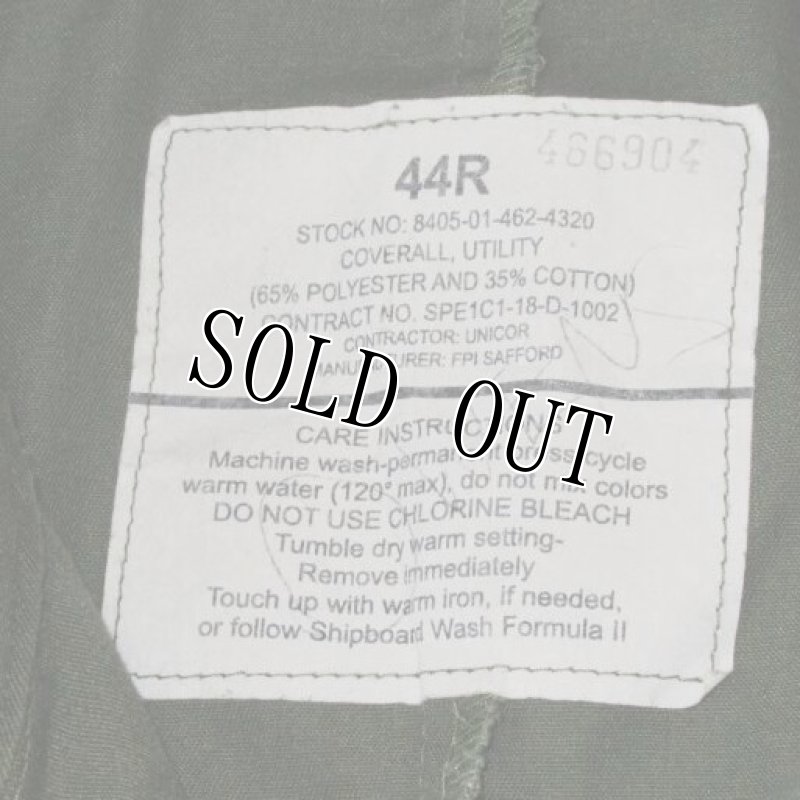 466904
44R
STOCK NO: 8405-01-462-4320
COVERALL, UTILITY
(65% POLYESTER AND 35% COTTON)
CONTRACT NO. SPE1C1-18-D-1002
CONTRACTOR: UNICOR
MANUFACTURER: FPI SAFFORD
SOLD OUT
CARE INSTRUCTIONS
Machine wash-permanent press cycle
warm water (120° max), do not mix colors
DO NOT USE CHLORINE BLEACH
Tumble dry warm setting-
Remove immediately
Touch up with warm iron, if needed,
or follow Shipboard Wash Formula II